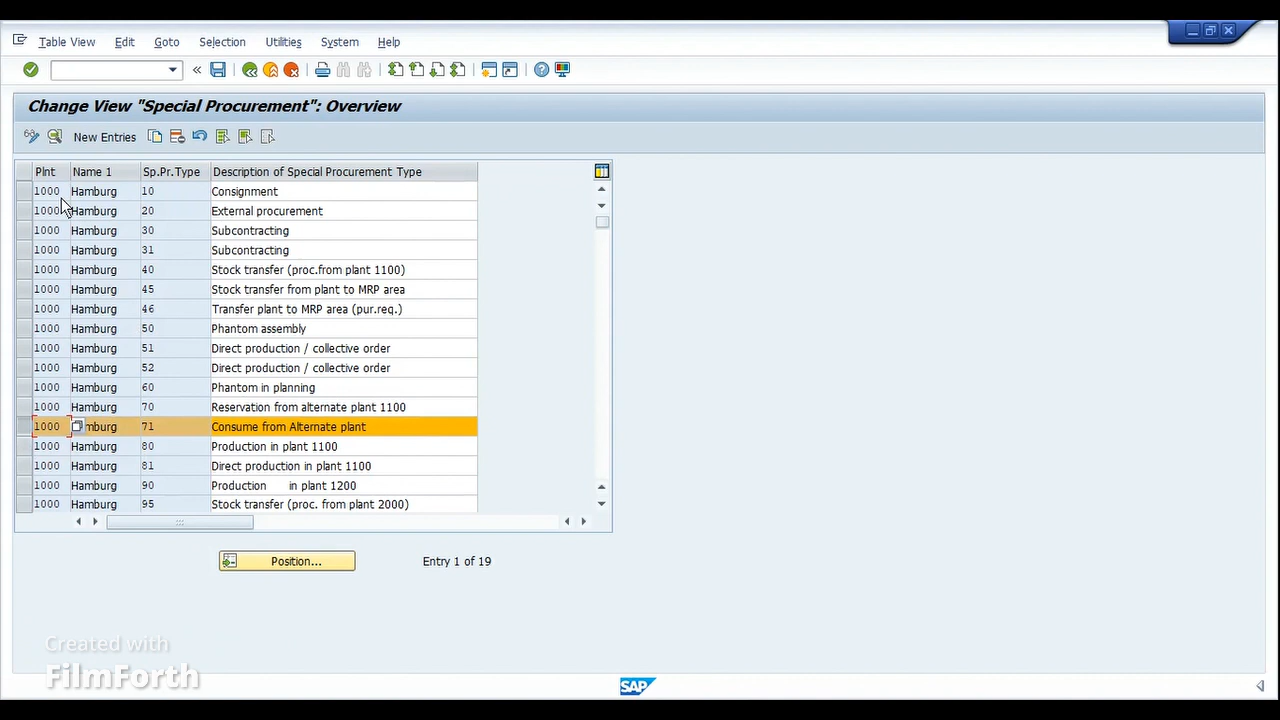 Table View Edit Goto Selection Utilities System Help
Change View "Special Procurement": Overview
New Entries
Plnt Name 1 Sp.Pr.Type Description of Special Procurement Type
1000 Hamburg 10 Consignment
1000 Hamburg 20 External procurement
1000 Hamburg 30 Subcontracting
1000 Hamburg 31 Subcontracting
1000 Hamburg 40 Stock transfer (proc.from plant 1100)
1000 Hamburg 45 Stock transfer from plant to MRP area
1000 Hamburg 46 Transfer plant to MRP area (pur.req.)
1000 Hamburg 50 Phantom assembly
1000 Hamburg 51 Direct production / collective order
1000 Hamburg 52 Direct production / collective order
1000 Hamburg 60 Phantom in planning
1000 Hamburg 70 Reservation from alternate plant 1100
1000 mburg 71 Consume from Alternate plant
1000 Hamburg 80 Production in plant 1100
1000 Hamburg 81 Direct production in plant 1100
1000 Hamburg 90 Production in plant 1200
1000 Hamburg 95 Stock transfer (proc. from plant 2000)
Position... Entry 1 of 19
Created with
FilmForth
SAP